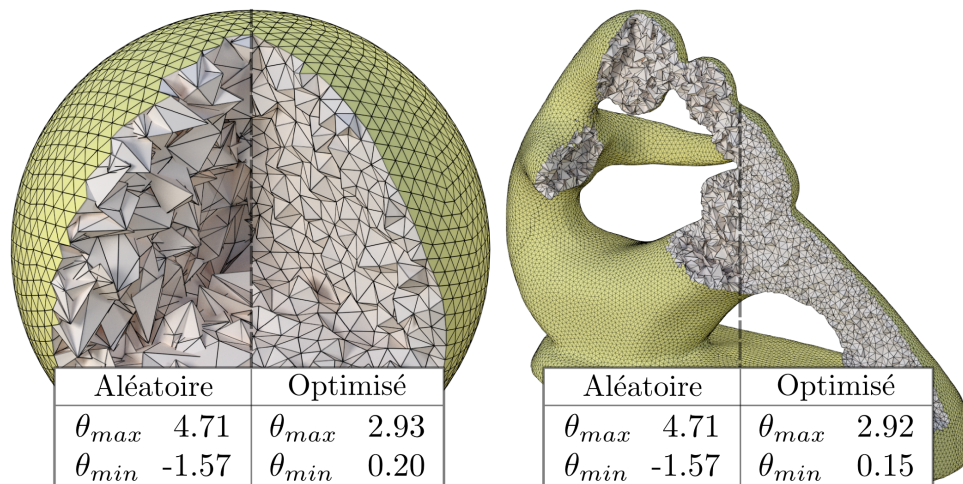 Aléatoire Optimisé
θmax 4.71 θmax 2.93
θmin -1.57 θmin 0.20
Aléatoire Optimisé
θmax 4.71 θmax 2.92
θmin -1.57 θmin 0.15